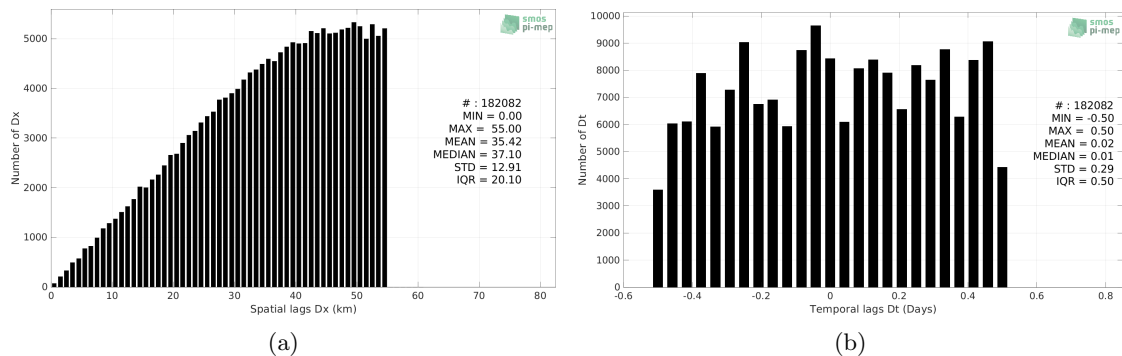 smos
pi-mep
5000
4000
3000
2000
1000
0
Number of Dx
# : 182082
MIN = 0.00
MAX = 55.00
MEAN = 35.42
MEDIAN = 37.10
STD = 12.91
IQR = 20.10
0 10 20 30 40 50 60 70 80
Spatial lags Dx (km)
(a)
smos
pi-mep
10000
9000
8000
7000
6000
5000
4000
3000
2000
1000
0
Number of Dt
# : 182082
MIN = -0.50
MAX = 0.50
MEAN = 0.02
MEDIAN = 0.01
STD = 0.29
IQR = 0.50
-0.6 -0.4 -0.2 0 0.2 0.4 0.6 0.8
Temporal lags Dt (Days)
(b)